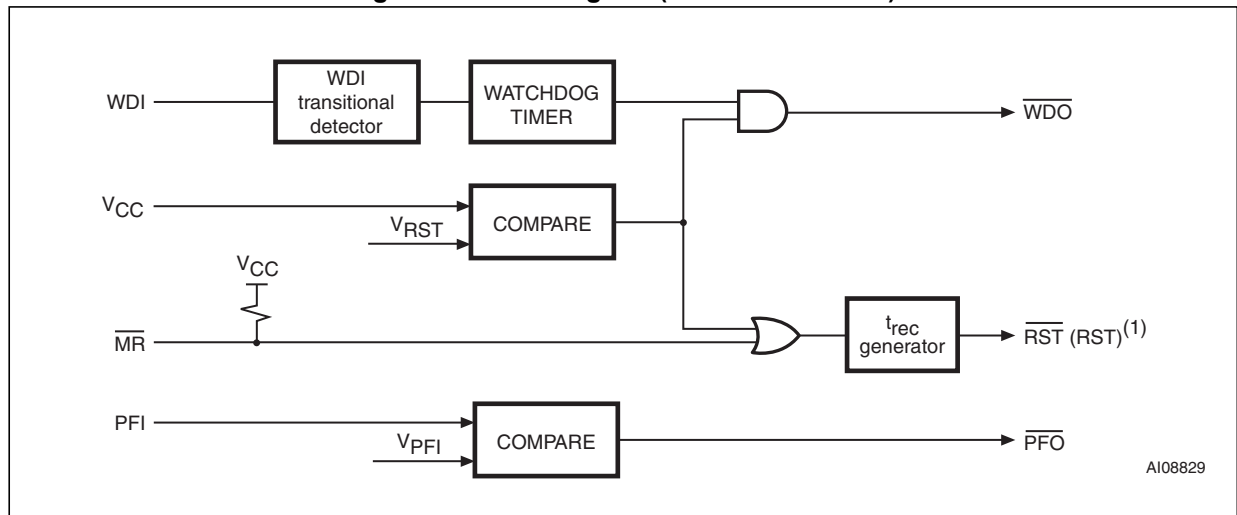 WDI
WDI
transitional
detector
WATCHDOG
TIMER
WDO
VCC
VRST
COMPARE
VCC
MR
trec
generator
RST (RST)(1)
PFI
VPFI
COMPARE
PFO
AI08829